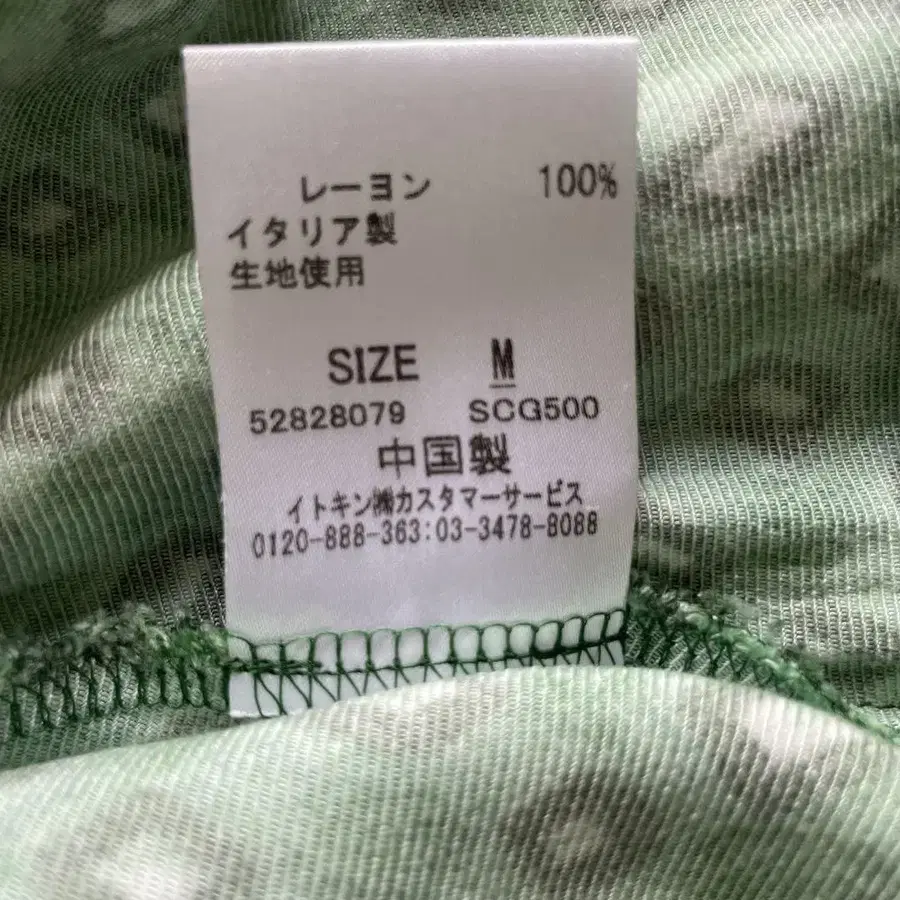 レーヨン 100%
イタリア製
生地使用
SIZE M
52828079 SCG500
中国製
イトキン㈱カスタマーサービス
0120-888-363:03-3478-8088